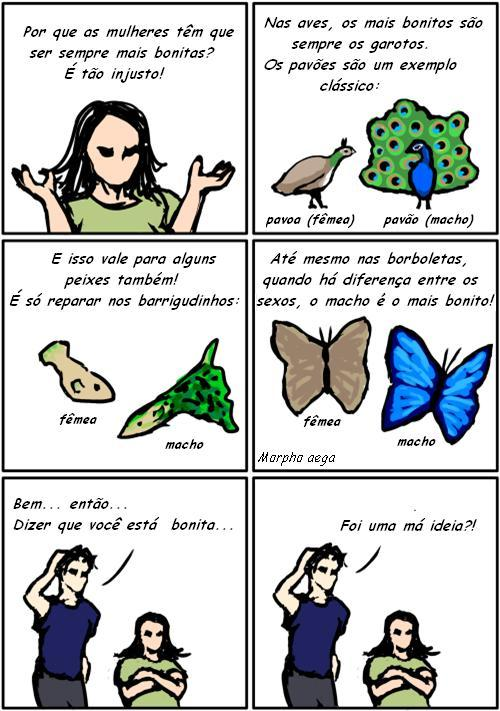 Por que as mulheres têm que
ser sempre mais bonitas?
É tão injusto!
Nas aves, os mais bonitos são
sempre os garotos.
Os pavões são um exemplo
clássico:
pavoa (fêmea)
pavão (macho)
E isso vale para alguns
peixes também!
É só reparar nos barrigudinhos:
fêmea
macho
Até mesmo nas borboletas,
quando há diferença entre os
sexos, o macho é o mais bonito!
fêmea
macho
Marpha aega
Bem... então...
Dizer que você está bonita...
Foi uma má ideia?!